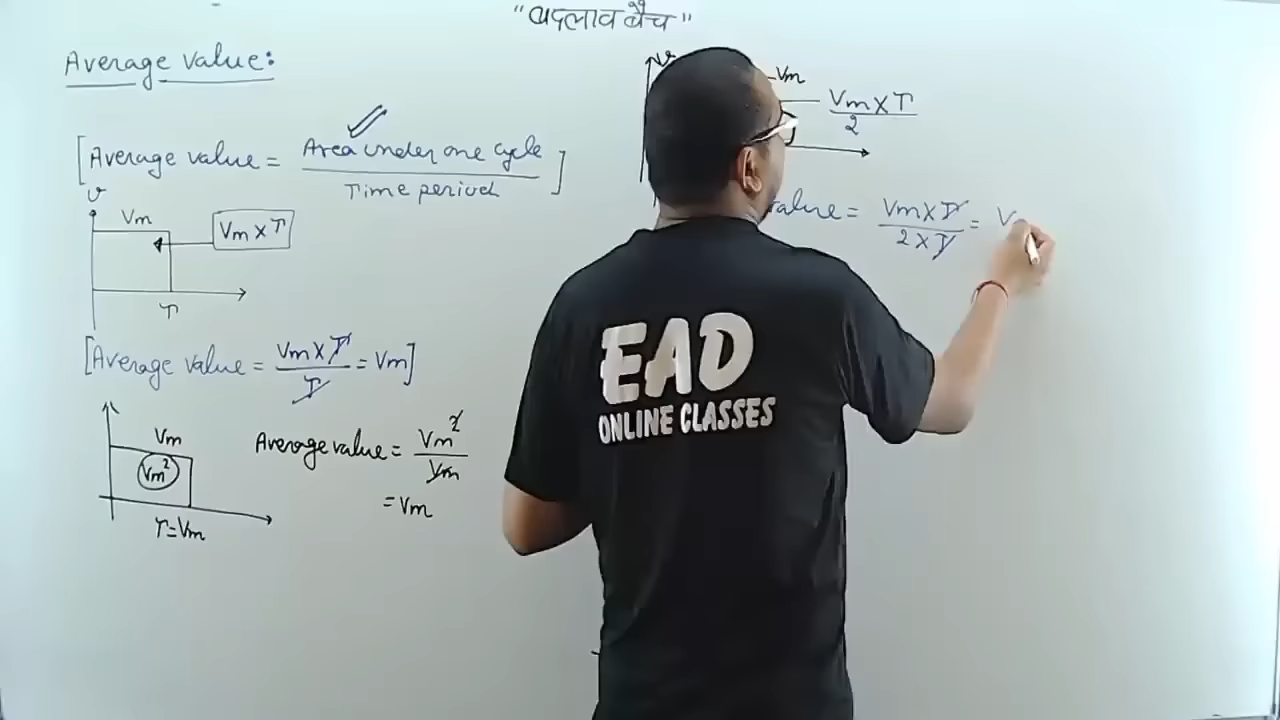 "बदलाव बैच"
Average value:
[Average value = Area under one cycle / Time period]
v
Vm
Vm × T
T
[Average value = Vm × T / T = Vm]
Vm
Vm²
T = Vm
Average value = Vm² / Vm
= Vm
v
Vm
Vm × T / 2
value = Vm × T / 2 × T = V
EAD
ONLINE CLASSES